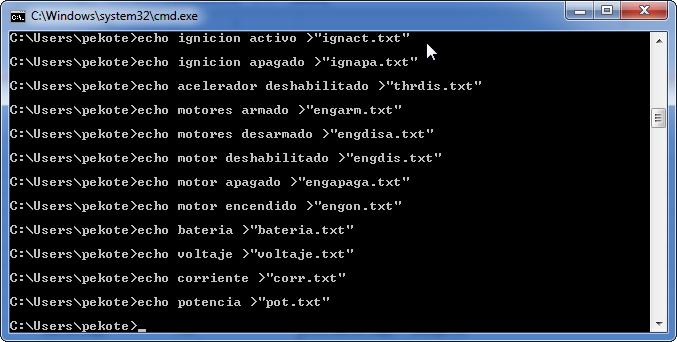 C:\Windows\system32\cmd.exe
C:\Users\pekote>echo ignicion activo >"ignact.txt"
C:\Users\pekote>echo ignicion apagado >"ignapa.txt"
C:\Users\pekote>echo acelerador deshabilitado >"thrdis.txt"
C:\Users\pekote>echo motores armado >"engarm.txt"
C:\Users\pekote>echo motores desarmado >"engdisa.txt"
C:\Users\pekote>echo motor deshabilitado >"engdis.txt"
C:\Users\pekote>echo motor apagado >"engapaga.txt"
C:\Users\pekote>echo motor encendido >"engon.txt"
C:\Users\pekote>echo bateria >"bateria.txt"
C:\Users\pekote>echo voltaje >"voltaje.txt"
C:\Users\pekote>echo corriente >"corr.txt"
C:\Users\pekote>echo potencia >"pot.txt"
C:\Users\pekote>_